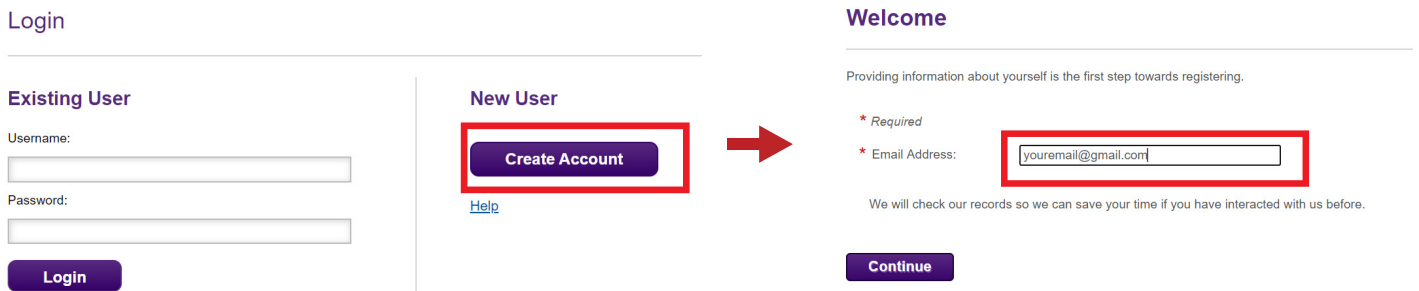 Login
Existing User
Username:
Password:
Login
New User
Create Account
Help
Welcome
Providing information about yourself is the first step towards registering.
* Required
* Email Address:
youremail@gmail.com
We will check our records so we can save your time if you have interacted with us before.
Continue